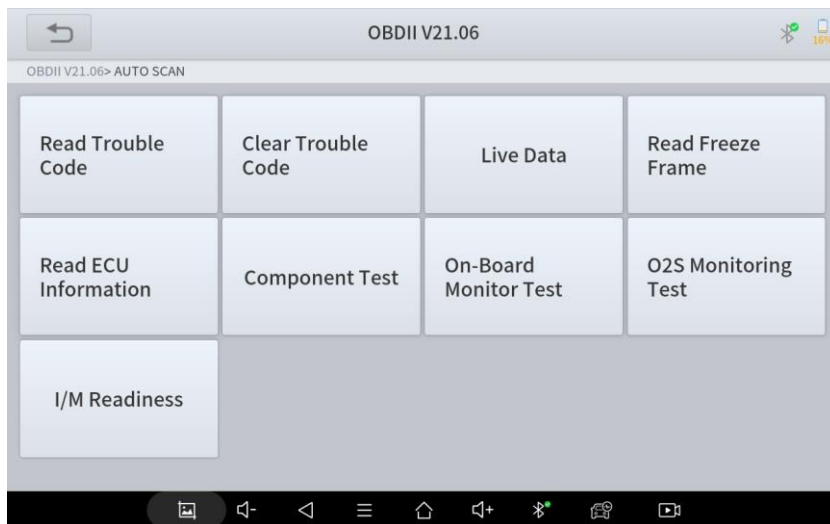 OBDII V21.06
16%
OBDII V21.06> AUTO SCAN
Read Trouble
Code
Clear Trouble
Code
Live Data
Read Freeze
Frame
Read ECU
Information
Component Test
On-Board
Monitor Test
O2S Monitoring
Test
I/M Readiness